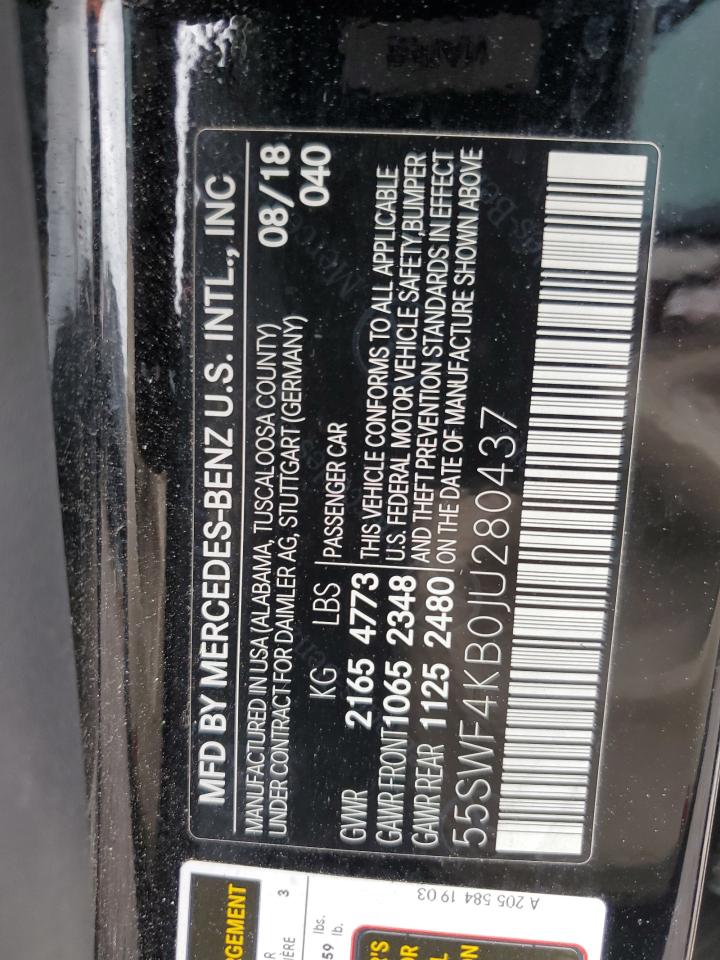 MFD BY MERCEDES-BENZ U.S. INTL., INC
MANUFACTURED IN USA (ALABAMA, TUSCALOOSA COUNTY) 08/18
UNDER CONTRACT FOR DAIMLER AG, STUTTGART (GERMANY) 040
KG LBS PASSENGER CAR
GVWR 2165 4773 THIS VEHICLE CONFORMS TO ALL APPLICABLE
GAWR FRONT 1065 2348 U.S. FEDERAL MOTOR VEHICLE SAFETY,BUMPER
GAWR REAR 1125 2480 AND THEFT PREVENTION STANDARDS IN EFFECT
ON THE DATE OF MANUFACTURE SHOWN ABOVE
55SWF4KB0JU280437
A 205 584 19 03
3
lbs.
lb.